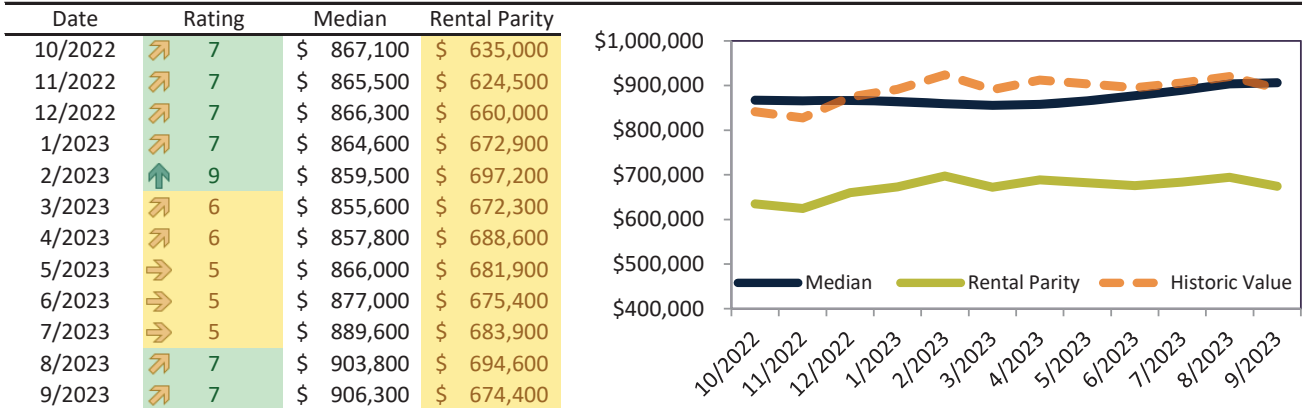 Date Rating Median Rental Parity
10/2022 7 $ 867,100 $ 635,000
11/2022 7 $ 865,500 $ 624,500
12/2022 7 $ 866,300 $ 660,000
1/2023 7 $ 864,600 $ 672,900
2/2023 9 $ 859,500 $ 697,200
3/2023 6 $ 855,600 $ 672,300
4/2023 6 $ 857,800 $ 688,600
5/2023 5 $ 866,000 $ 681,900
6/2023 5 $ 877,000 $ 675,400
7/2023 5 $ 889,600 $ 683,900
8/2023 7 $ 903,800 $ 694,600
9/2023 7 $ 906,300 $ 674,400
$1,000,000
$900,000
$800,000
$700,000
$600,000
$500,000
$400,000
Median Rental Parity Historic Value
10/2022 11/2022 12/2022 1/2023 2/2023 3/2023 4/2023 5/2023 6/2023 7/2023 8/2023 9/2023